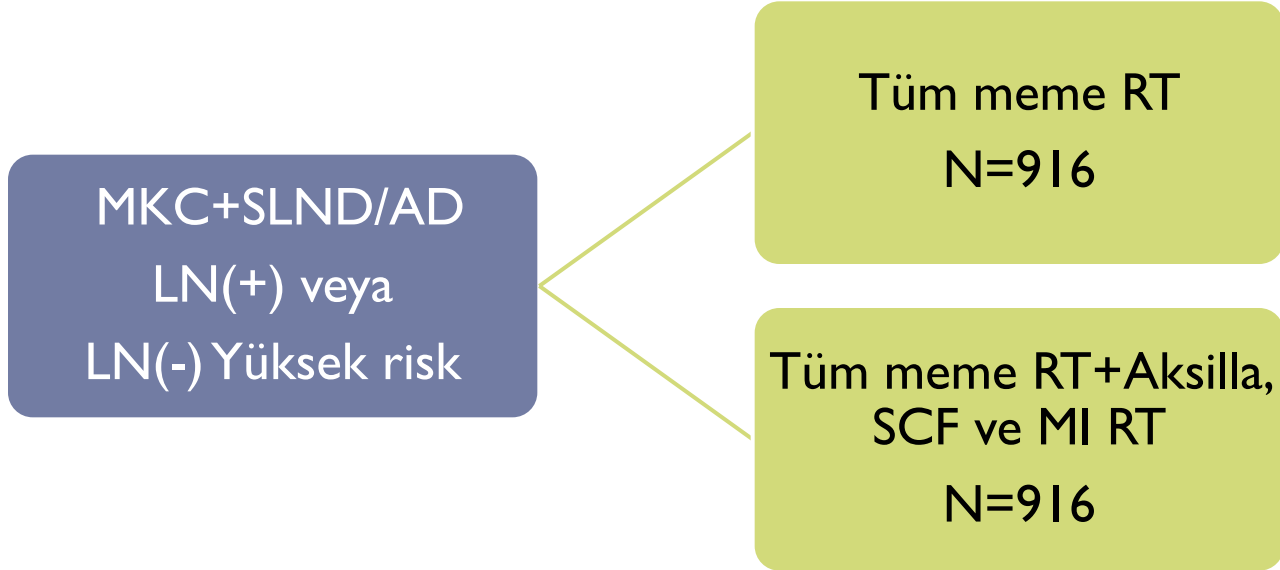 MKC+SLND/AD
LN(+) veya
LN(-) Yüksek risk
Tüm meme RT
N=916
Tüm meme RT+Aksilla,
SCF ve MI RT
N=916